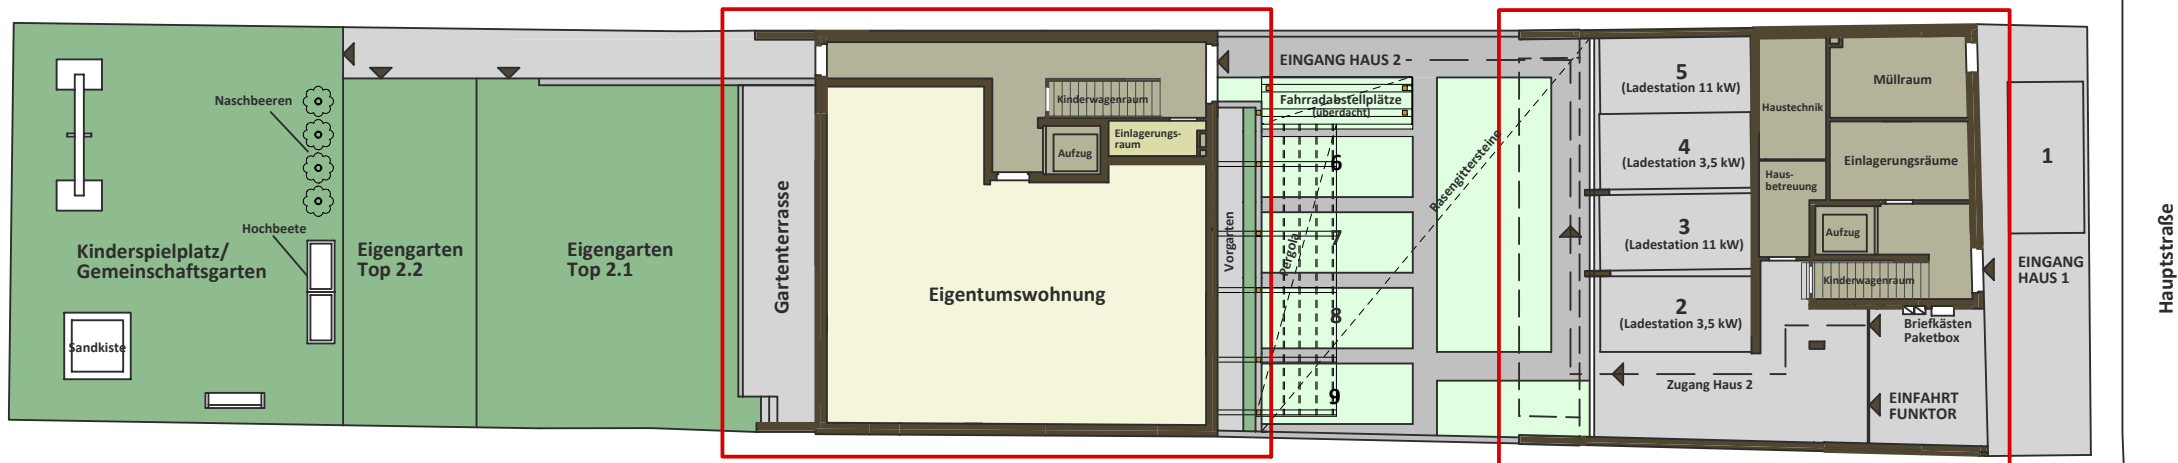 Naschbeeren
Hochbeete
Kinderspielplatz/
Gemeinschaftsgarten
Sandkiste
Eigengarten
Top 2.2
Eigengarten
Top 2.1
Gartenterrasse
Kinderwagenraum
Aufzug
Einlagerungs-
raum
Eigentumswohnung
EINGANG HAUS 2
Fahrradabstellplätze
(überdacht)
Vorgarten
Pergola
6
7
8
9
Rasengittersteine
5
(Ladestation 11 kW)
4
(Ladestation 3,5 kW)
3
(Ladestation 11 kW)
2
(Ladestation 3,5 kW)
Haustechnik
Haus-
betreuung
Müllraum
Einlagerungsräume
Aufzug
Kinderwagenraum
Zugang Haus 2
Briefkästen
Paketbox
EINFAHRT
FUNKTOR
1
EINGANG
HAUS 1
Hauptstraße